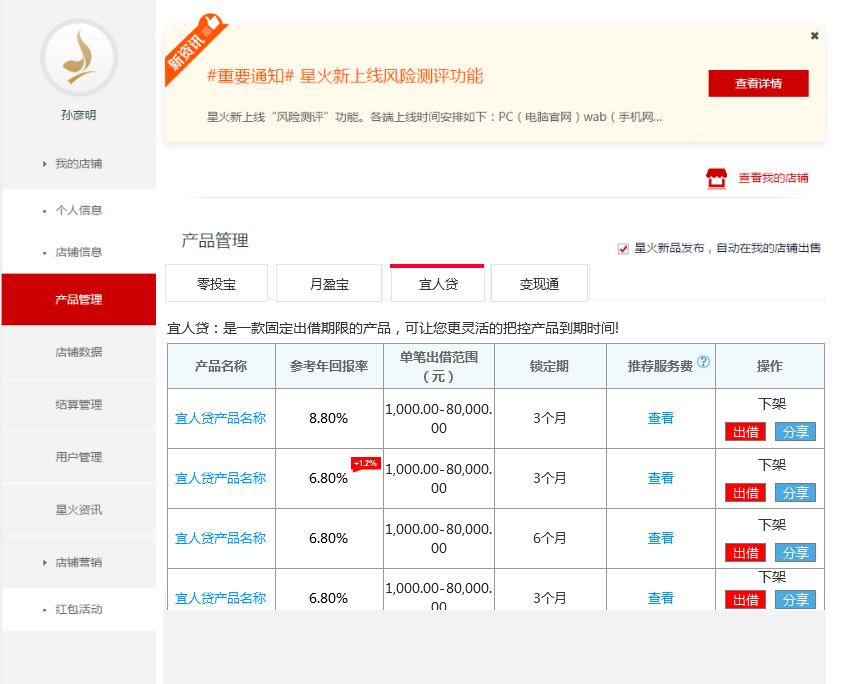 孙彦明
我的店铺
个人信息
店铺信息
产品管理
店铺数据
结算管理
用户管理
星火资讯
店铺营销
红包活动
新资讯
#重要通知# 星火新上线风险测评功能
星火新上线“风险测评”功能。各端上线时间安排如下：PC（电脑官网）wab（手机网...
查看详情
查看我的店铺
产品管理
星火新品发布，自动在我的店铺出售
零投宝 月盈宝 宜人贷 变现通
宜人贷：是一款固定出借期限的产品，可让您更灵活的把控产品到期时间!
产品名称 参考年回报率 单笔出借范围（元） 锁定期 推荐服务费 ? 操作
宜人贷产品名称 8.80% 1,000.00-80,000.00 3个月 查看 下架 出借 分享
宜人贷产品名称 6.80% +1.2% 1,000.00-80,000.00 3个月 查看 下架 出借 分享
宜人贷产品名称 6.80% 1,000.00-80,000.00 6个月 查看 下架 出借 分享
宜人贷产品名称 6.80% 1,000.00-80,000.00 3个月 查看 下架 出借 分享